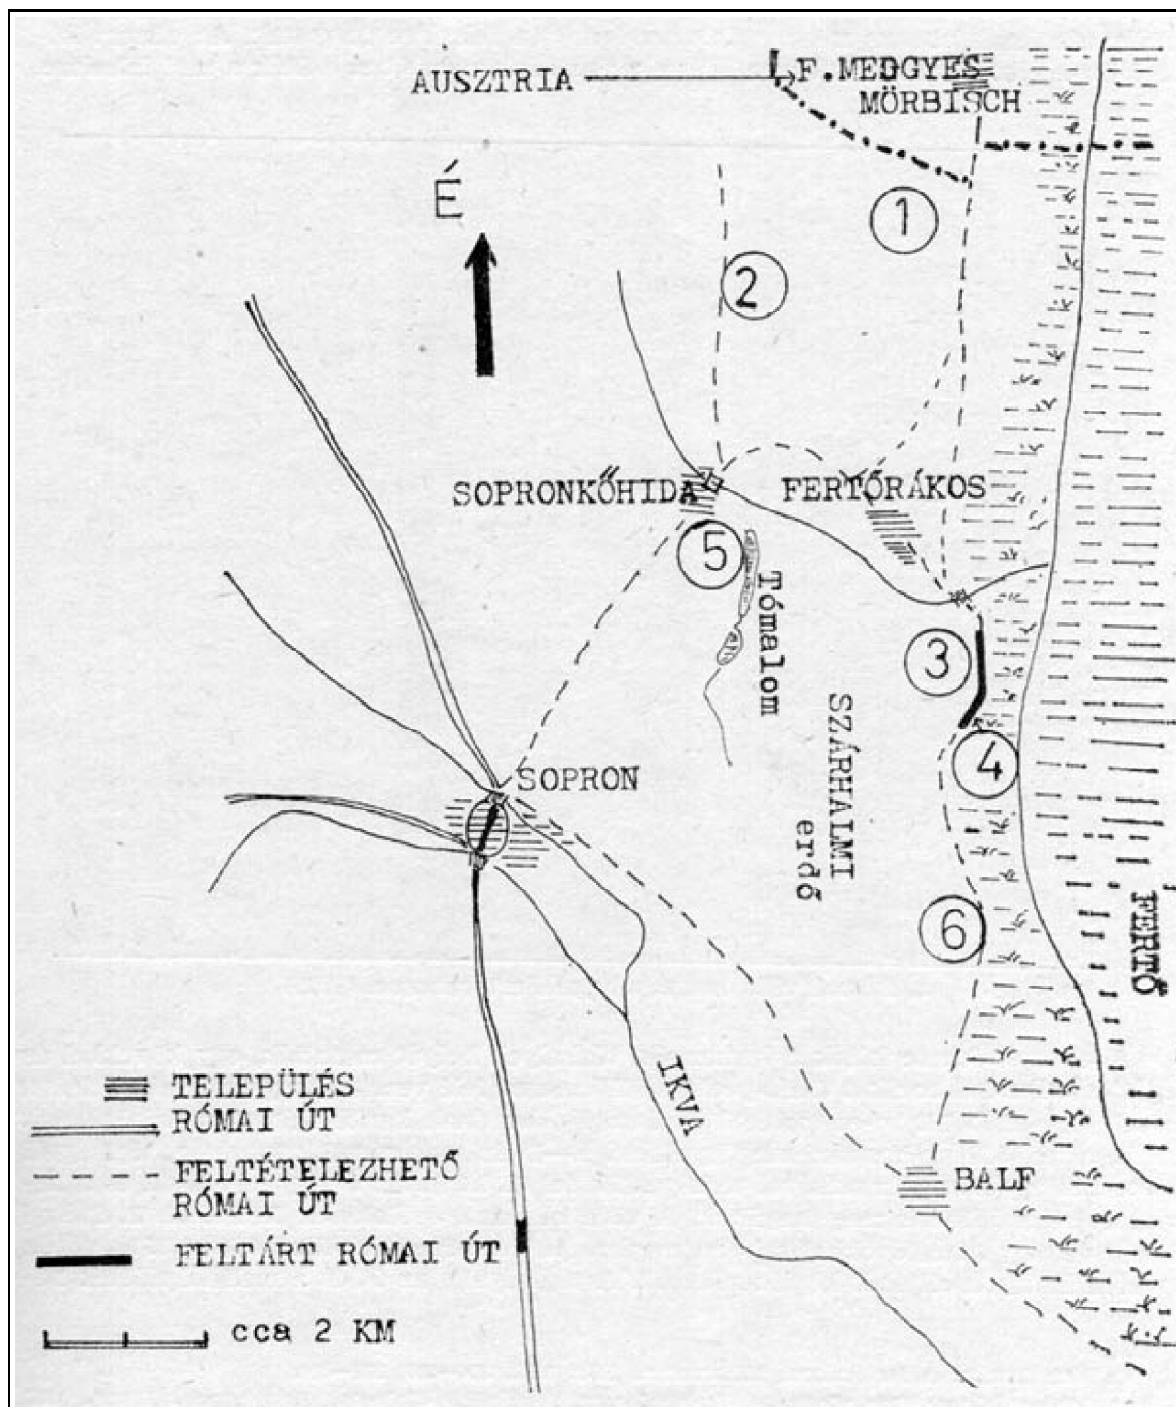 AUSZTRIA
F.MEDGYES
MÖRBISCH
É
1
2
SOPRONKŐHIDA
FERTŐRÁKOS
5
Tómalom
3
SZÁRHALMI
erdő
4
SOPRON
6
FERTŐ
IKVA
BALF
TELEPÜLÉS
RÓMAI ÚT
FELTÉTELEZHETŐ
RÓMAI ÚT
FELTÁRT RÓMAI ÚT
cca 2 KM